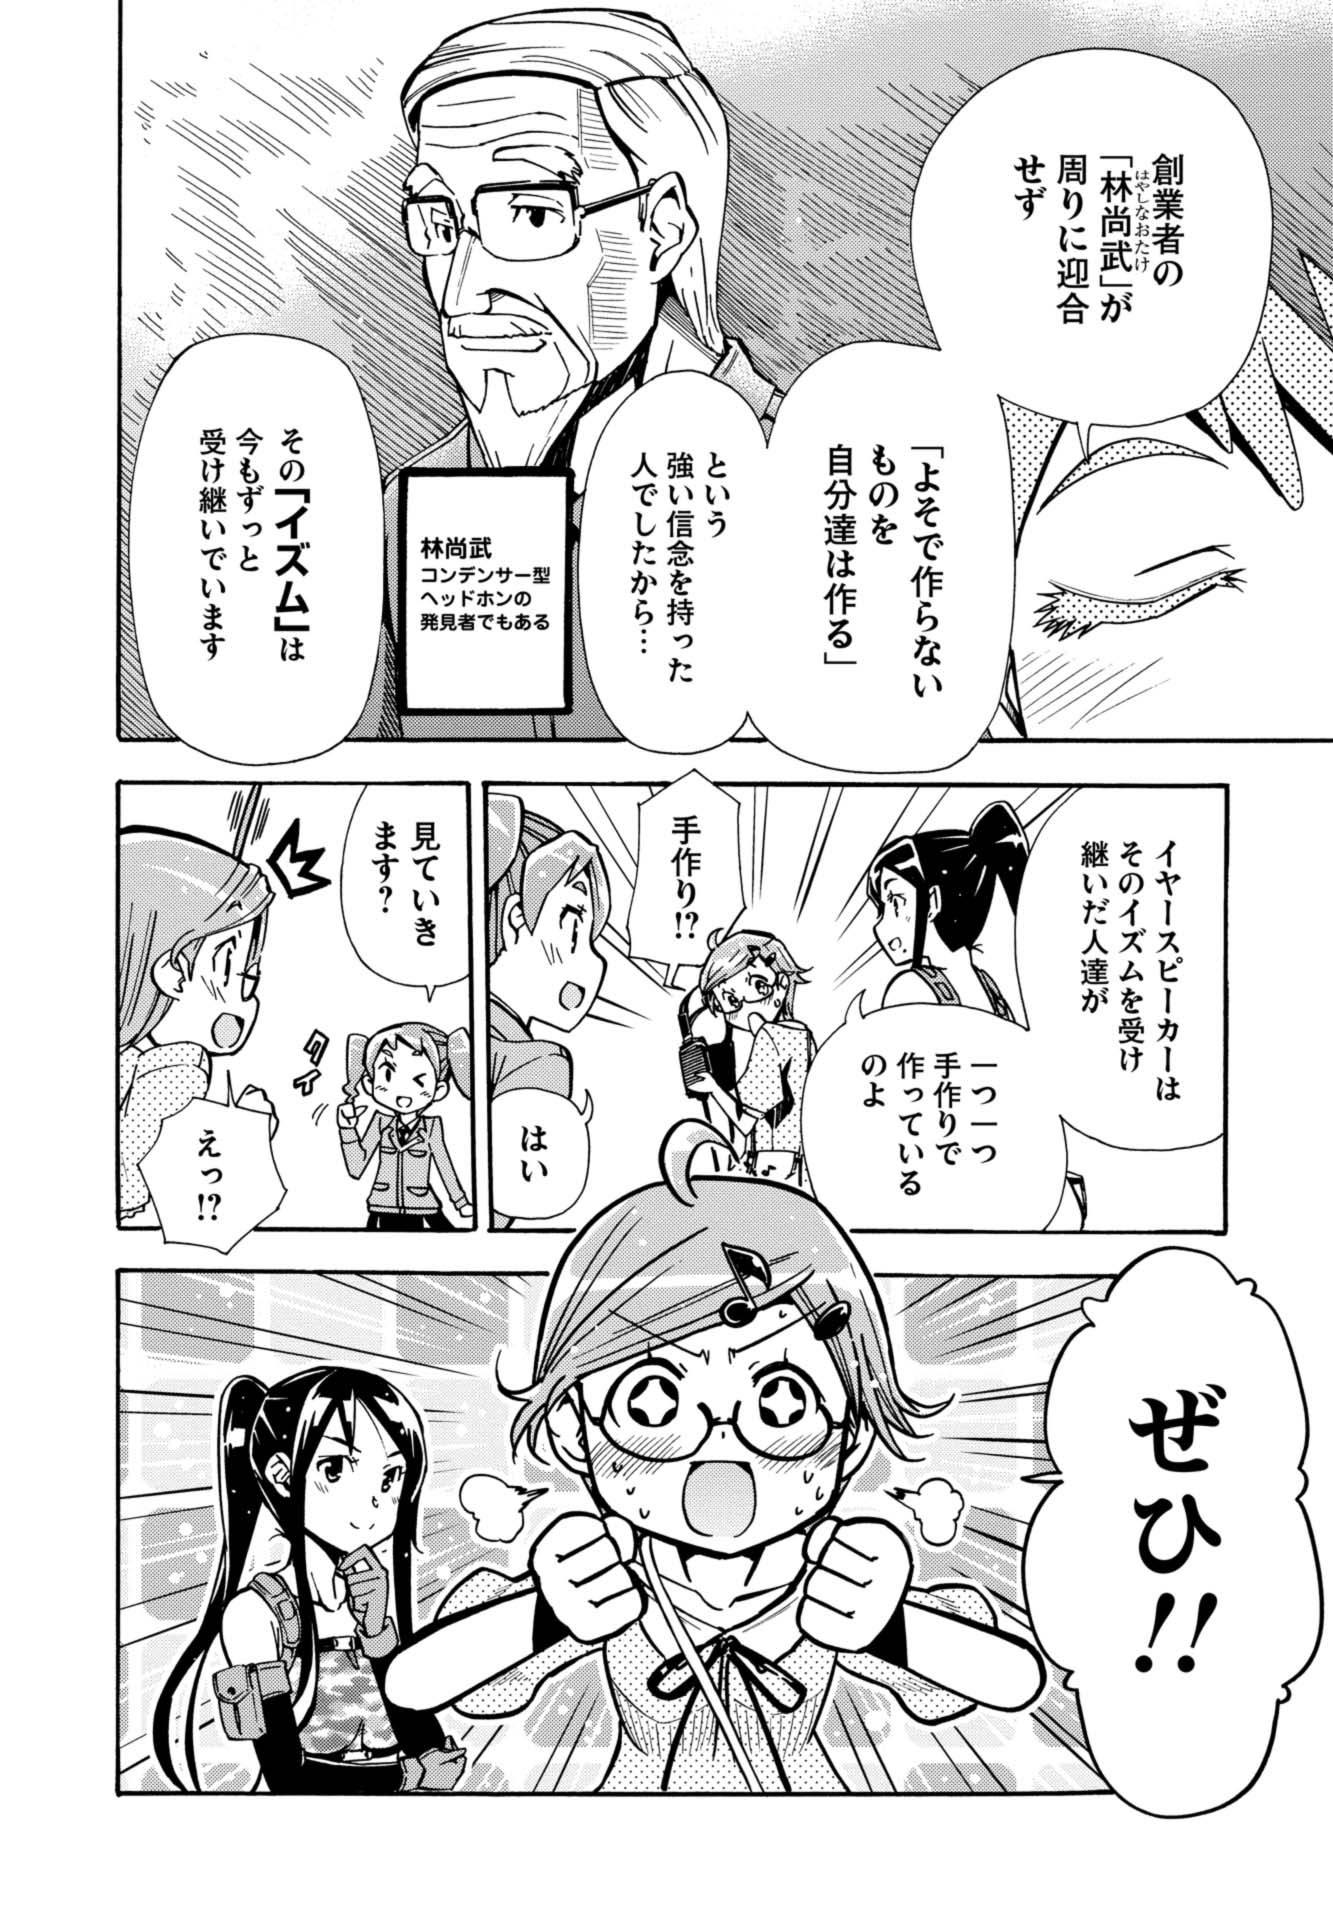 創業者の
「林尚武」が
はやしなおたけ
周りに迎合
せず
「よそで作らない
ものを
自分達は作る」
という
強い信念を持った
人でしたから…
林尚武
コンデンサー型
ヘッドホンの
発見者でもある
その「イズム」は
今もずっと
受け継いでいます
イヤースピーカーは
そのイズムを受け
継いだ人達が
一つ一つ
手作りで
作っている
のよ
手作り!?
はい
見ていき
ます?
クイ
えっ!?
ぜひ!!